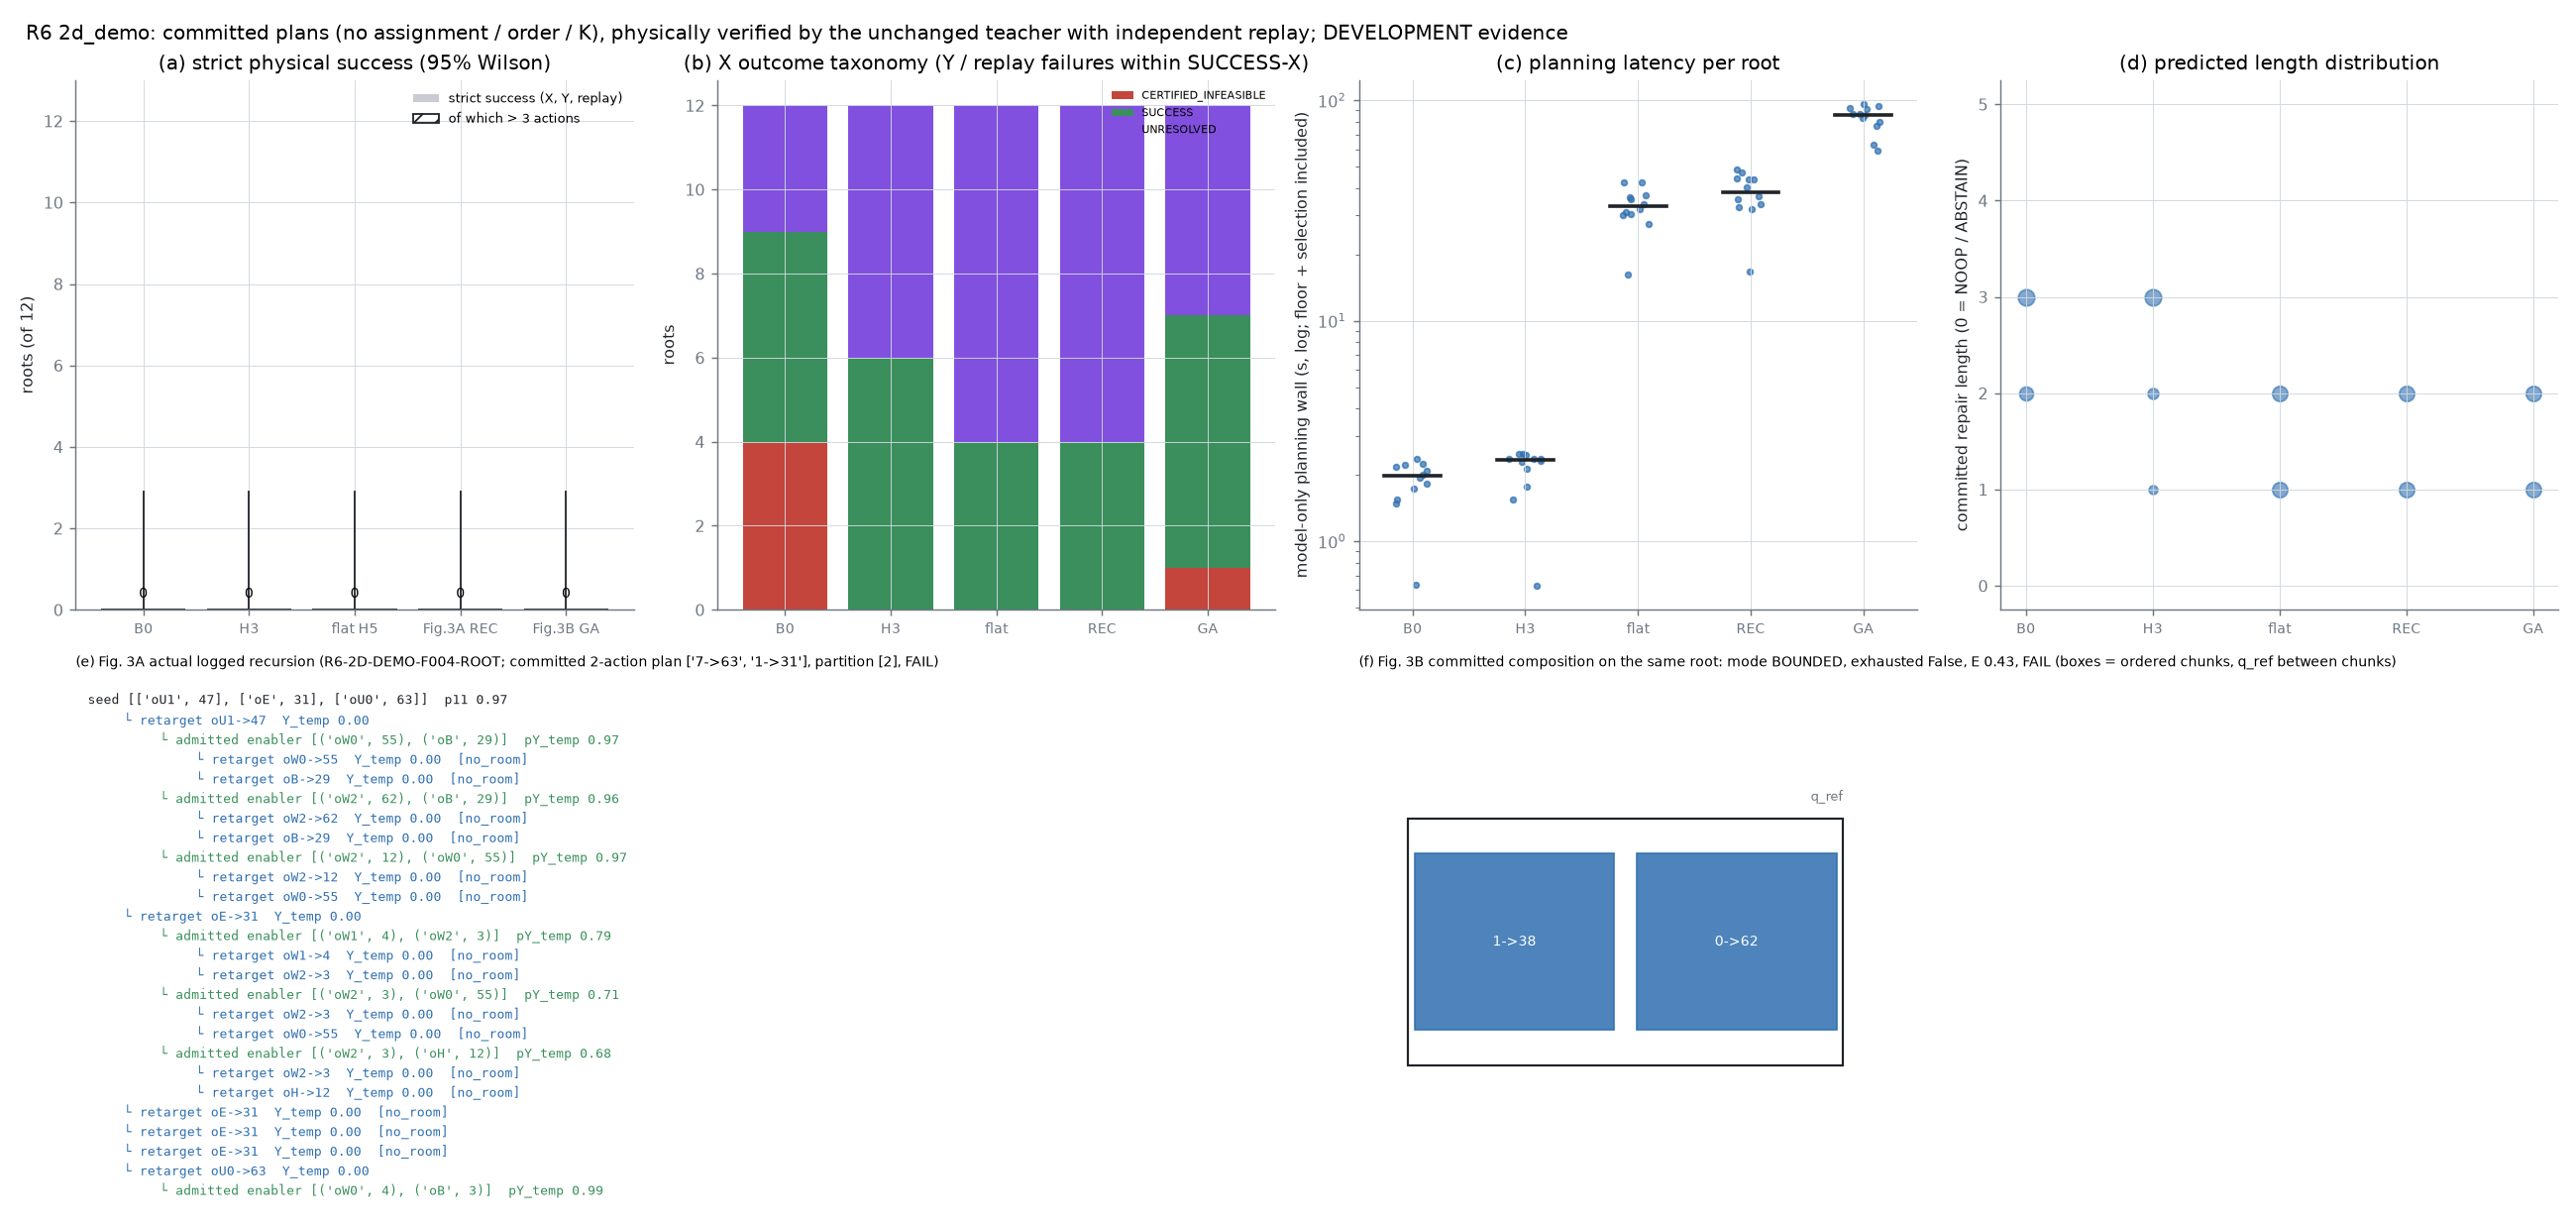 R6 2d_demo: committed plans (no assignment / order / K), physically verified by the unchanged teacher with independent replay; DEVELOPMENT evidence
(a) strict physical success (95% Wilson)
roots (of 12)
12
10
8
6
4
2
0
strict success (X, Y, replay)
of which > 3 actions
0
0
0
0
0
B0
H3
flat H5
Fig.3A REC
Fig.3B GA
(b) X outcome taxonomy (Y / replay failures within SUCCESS-X)
roots
12
10
8
6
4
2
0
CERTIFIED_INFEASIBLE
SUCCESS
UNRESOLVED
B0
H3
flat
REC
GA
(c) planning latency per root
model-only planning wall (s, log; floor + selection included)
10²
10¹
10⁰
B0
H3
flat
REC
GA
(d) predicted length distribution
committed repair length (0 = NOOP / ABSTAIN)
5
4
3
2
1
0
B0
H3
flat
REC
GA
(e) Fig. 3A actual logged recursion (R6-2D-DEMO-F004-ROOT; committed 2-action plan ['7->63', '1->31'], partition [2], FAIL)
seed [['oU1', 47], ['oE', 31], ['oU0', 63]]  p11 0.97
└ retarget oU1->47  Y_temp 0.00
└ admitted enabler [('oW0', 55), ('oB', 29)]  pY_temp 0.97
└ retarget oW0->55  Y_temp 0.00  [no_room]
└ retarget oB->29  Y_temp 0.00  [no_room]
└ admitted enabler [('oW2', 62), ('oB', 29)]  pY_temp 0.96
└ retarget oW2->62  Y_temp 0.00  [no_room]
└ retarget oB->29  Y_temp 0.00  [no_room]
└ admitted enabler [('oW2', 12), ('oW0', 55)]  pY_temp 0.97
└ retarget oW2->12  Y_temp 0.00  [no_room]
└ retarget oW0->55  Y_temp 0.00  [no_room]
└ retarget oE->31  Y_temp 0.00
└ admitted enabler [('oW1', 4), ('oW2', 3)]  pY_temp 0.79
└ retarget oW1->4  Y_temp 0.00  [no_room]
└ retarget oW2->3  Y_temp 0.00  [no_room]
└ admitted enabler [('oW2', 3), ('oW0', 55)]  pY_temp 0.71
└ retarget oW2->3  Y_temp 0.00  [no_room]
└ retarget oW0->55  Y_temp 0.00  [no_room]
└ admitted enabler [('oW2', 3), ('oH', 12)]  pY_temp 0.68
└ retarget oW2->3  Y_temp 0.00  [no_room]
└ retarget oH->12  Y_temp 0.00  [no_room]
└ retarget oE->31  Y_temp 0.00  [no_room]
└ retarget oE->31  Y_temp 0.00  [no_room]
└ retarget oE->31  Y_temp 0.00  [no_room]
└ retarget oU0->63  Y_temp 0.00
└ admitted enabler [('oW0', 4), ('oB', 3)]  pY_temp 0.99
(f) Fig. 3B committed composition on the same root: mode BOUNDED, exhausted False, E 0.43, FAIL (boxes = ordered chunks, q_ref between chunks)
q_ref
1->38
0->62